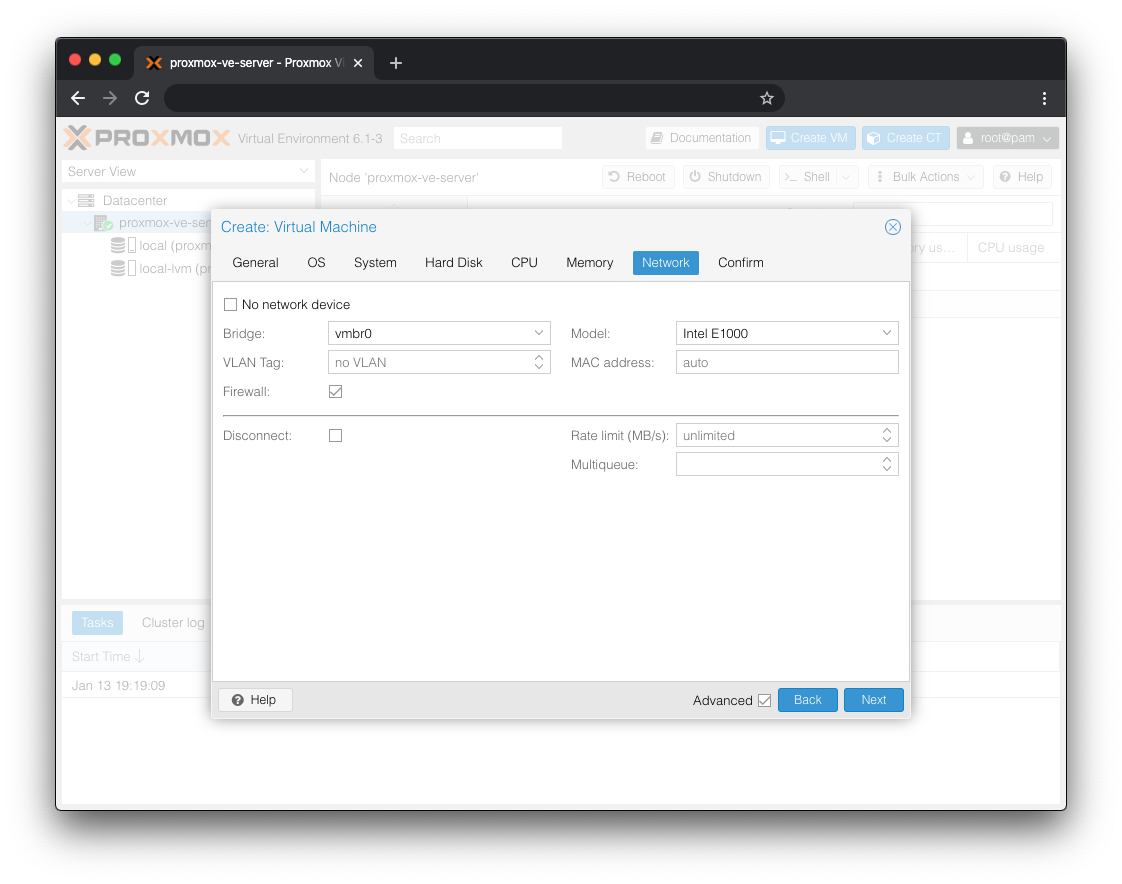 proxmox-ve-server - Proxmox Vi
PROXMOX Virtual Environment 6.1-3 Search Documentation Create VM Create CT root@pam
Server View Node 'proxmox-ve-server' Reboot Shutdown >_ Shell Bulk Actions Help
Datacenter
proxmox-ve-ser
local (proxm ry us... CPU usage
local-lvm (pr
Create: Virtual Machine
General OS System Hard Disk CPU Memory Network Confirm
No network device
Bridge: vmbr0 Model: Intel E1000
VLAN Tag: no VLAN MAC address: auto
Firewall:
Disconnect: Rate limit (MB/s): unlimited
Multiqueue:
Help Advanced Back Next
Tasks Cluster log
Start Time
Jan 13 19:19:09